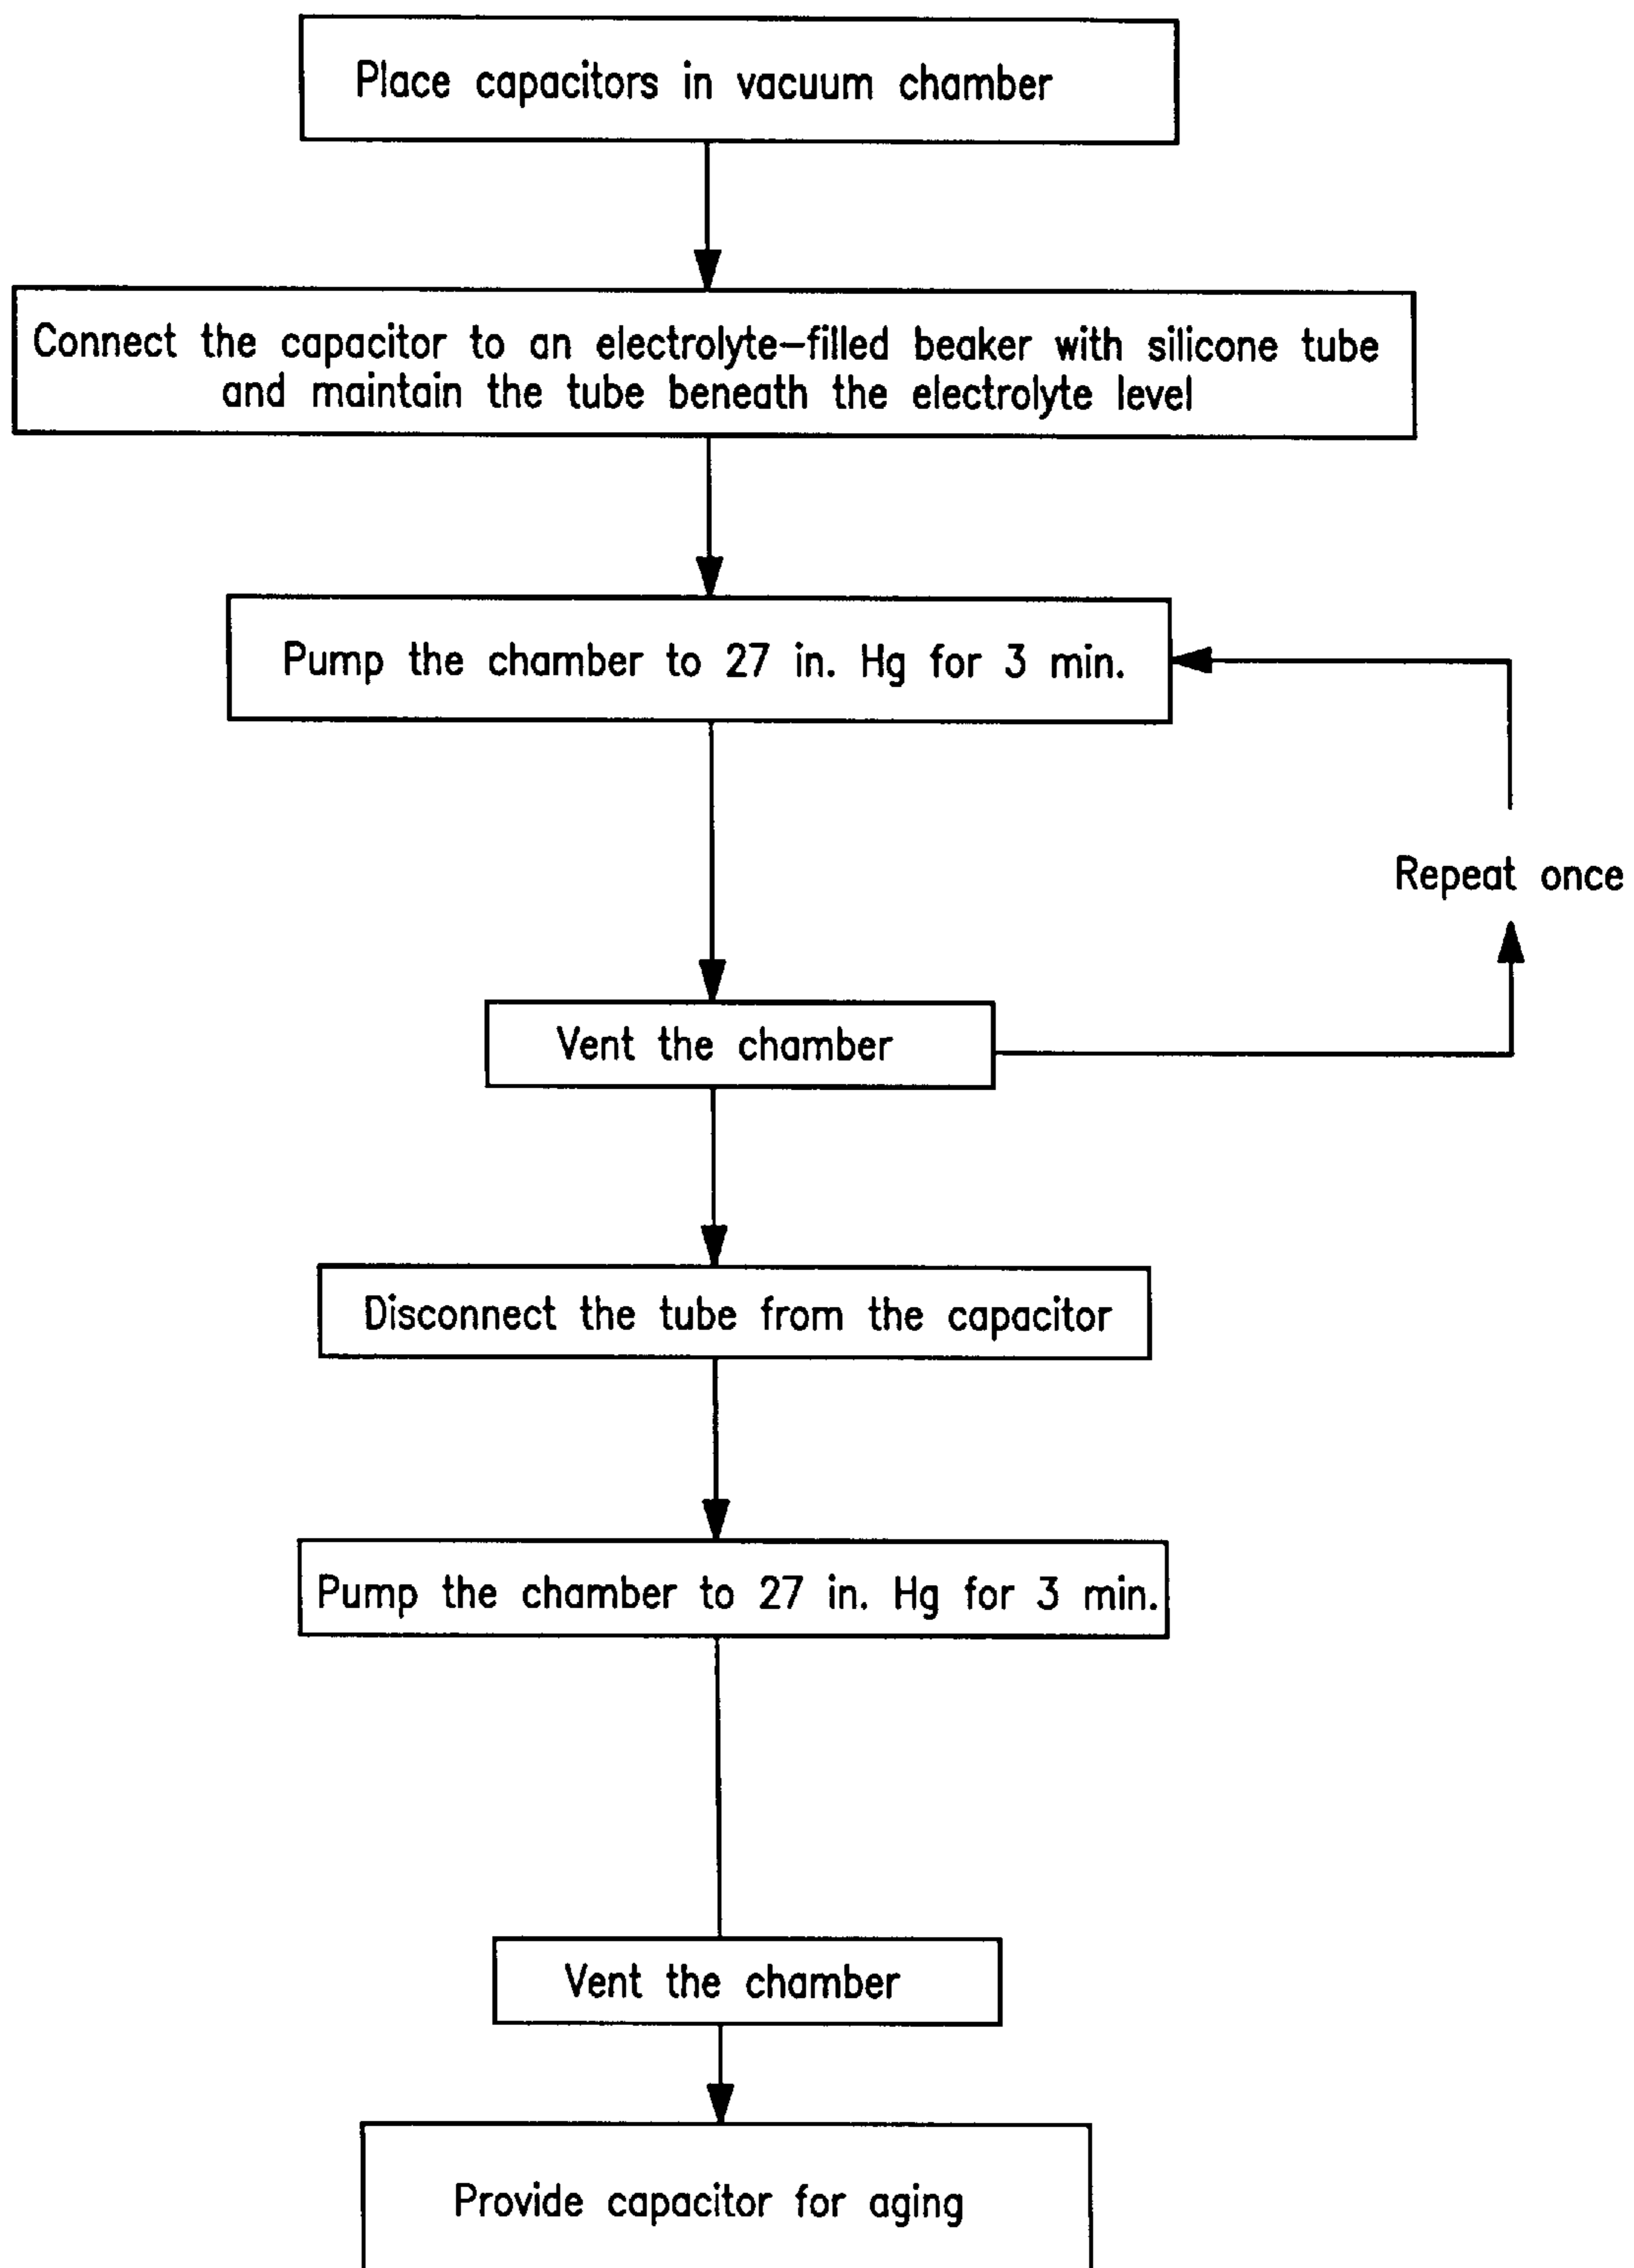 Place capacitors in vacuum chamber
Connect the capacitor to an electrolyte-filled beaker with silicone tube
and maintain the tube beneath the electrolyte level
Pump the chamber to 27 in. Hg for 3 min.
Repeat once
Vent the chamber
Disconnect the tube from the capacitor
Pump the chamber to 27 in. Hg for 3 min.
Vent the chamber
Provide capacitor for aging